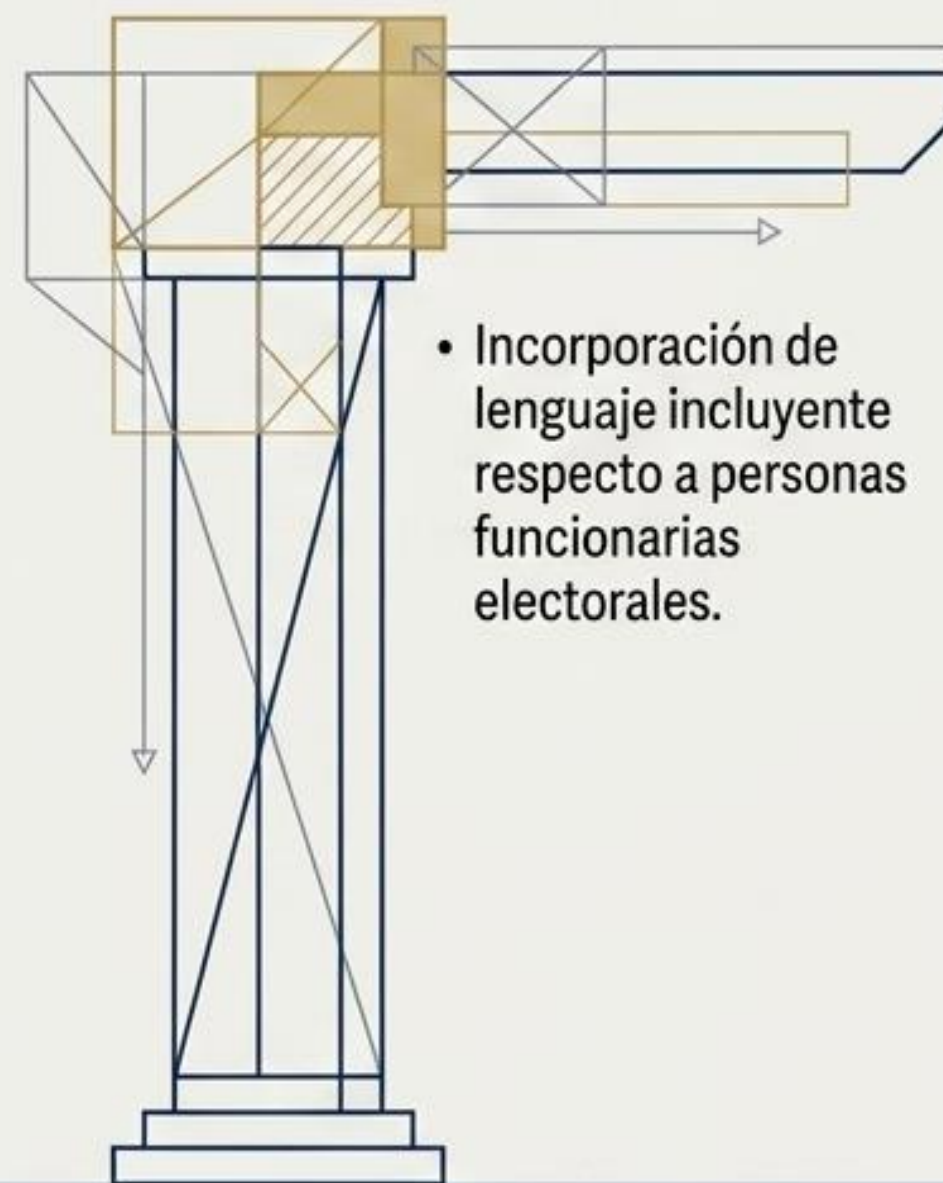 • Incorporación de
lenguaje incluyente
respecto a personas
funcionarias
electorales.